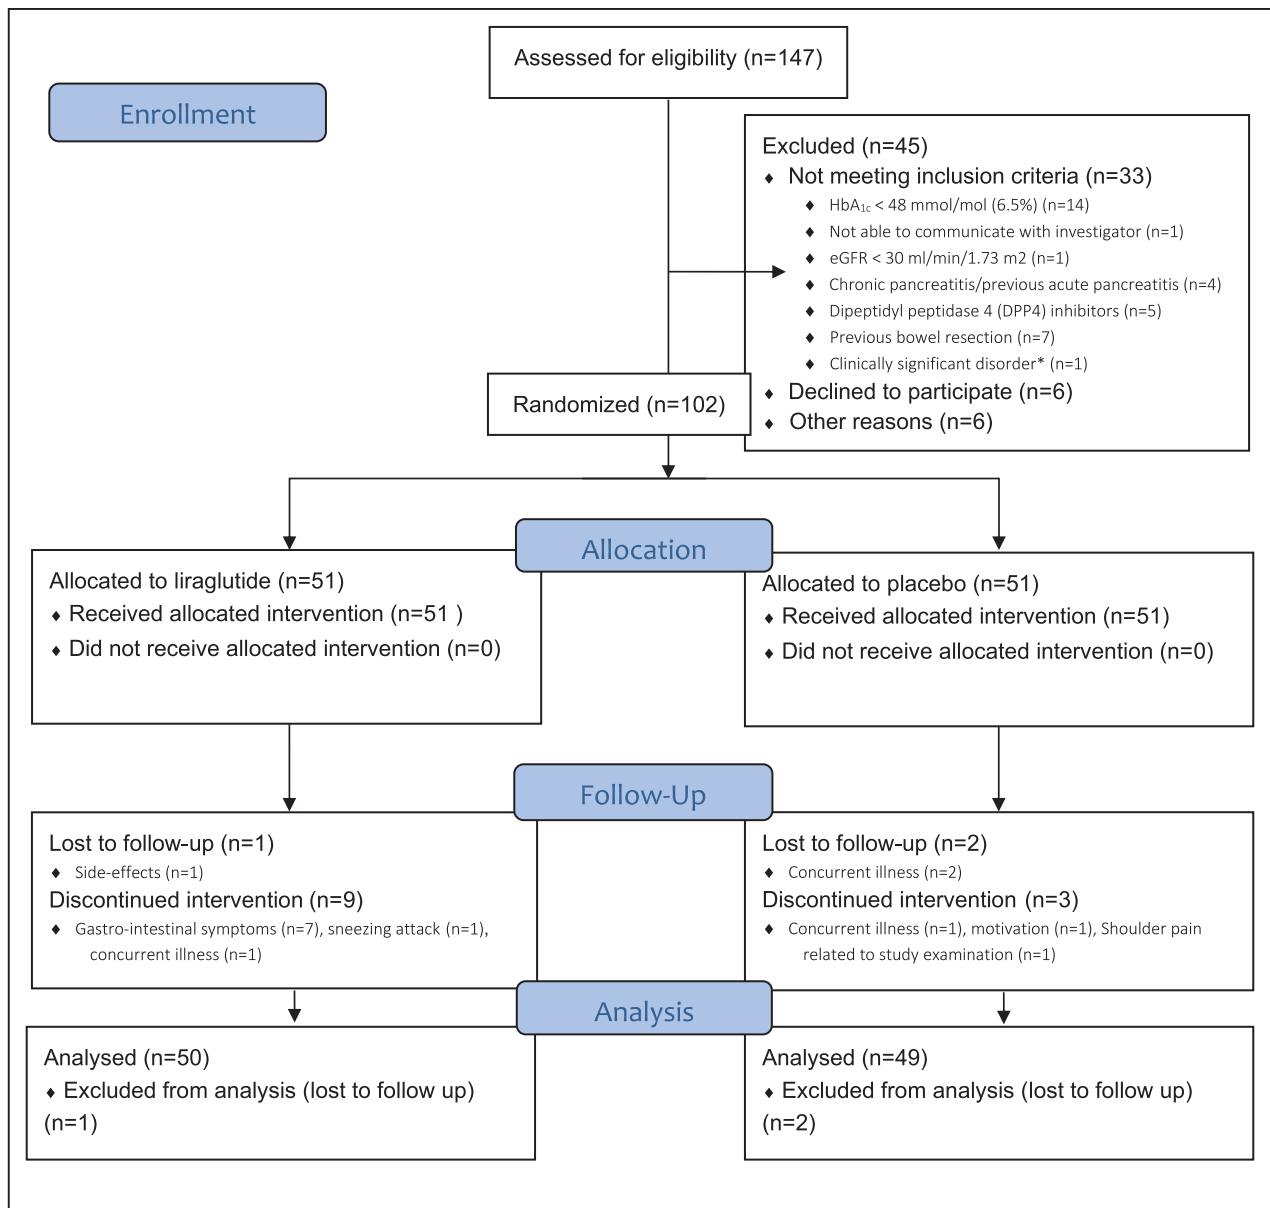 Assessed for eligibility (n=147)
Enrollment
Excluded (n=45)
♦ Not meeting inclusion criteria (n=33)
♦ HbA1c < 48 mmol/mol (6.5%) (n=14)
♦ Not able to communicate with investigator (n=1)
♦ eGFR < 30 ml/min/1.73 m2 (n=1)
♦ Chronic pancreatitis/previous acute pancreatitis (n=4)
♦ Dipeptidyl peptidase 4 (DPP4) inhibitors (n=5)
♦ Previous bowel resection (n=7)
♦ Clinically significant disorder* (n=1)
♦ Declined to participate (n=6)
♦ Other reasons (n=6)
Randomized (n=102)
Allocation
Allocated to liraglutide (n=51)
♦ Received allocated intervention (n=51 )
♦ Did not receive allocated intervention (n=0)
Allocated to placebo (n=51)
♦ Received allocated intervention (n=51)
♦ Did not receive allocated intervention (n=0)
Follow-Up
Lost to follow-up (n=1)
♦ Side-effects (n=1)
Discontinued intervention (n=9)
♦ Gastro-intestinal symptoms (n=7), sneezing attack (n=1),
concurrent illness (n=1)
Lost to follow-up (n=2)
♦ Concurrent illness (n=2)
Discontinued intervention (n=3)
♦ Concurrent illness (n=1), motivation (n=1), Shoulder pain
related to study examination (n=1)
Analysis
Analysed (n=50)
♦ Excluded from analysis (lost to follow up)
(n=1)
Analysed (n=49)
♦ Excluded from analysis (lost to follow up)
(n=2)